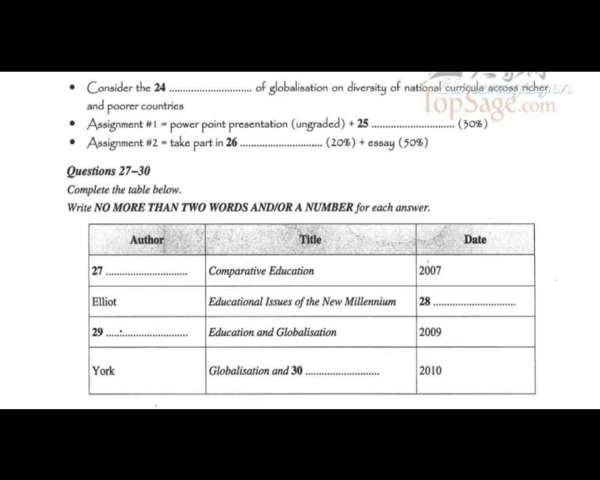 • Consider the 24 .............................. of globalisation on diversity of national curricula across richer
and poorer countries
• Assignment #1 = power point presentation (ungraded) + 25 .............................. (30%)
• Assignment #2 = take part in 26 .............................. (20%) + essay (50%)
TopSage.com
Questions 27–30
Complete the table below.
Write NO MORE THAN TWO WORDS AND/OR A NUMBER for each answer.
Author Title Date
27 .............................. Comparative Education 2007
Elliot Educational Issues of the New Millennium 28 ..............................
29 .............................. Education and Globalisation 2009
York Globalisation and 30 .............................. 2010